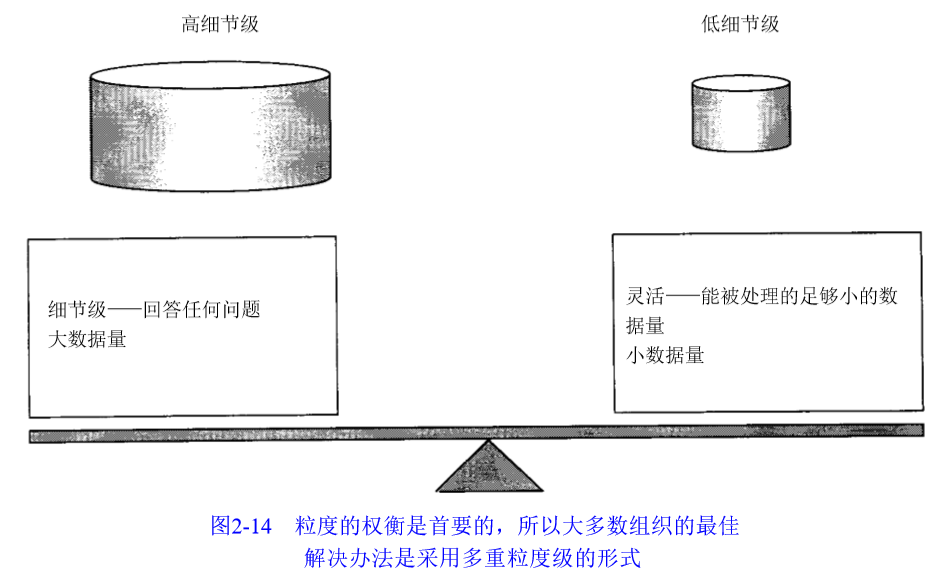 高细节级
低细节级
细节级——回答任何问题
大数据量
灵活——能被处理的足够小的数
据量
小数据量
图2-14 粒度的权衡是首要的，所以大多数组织的最佳
解决办法是采用多重粒度级的形式